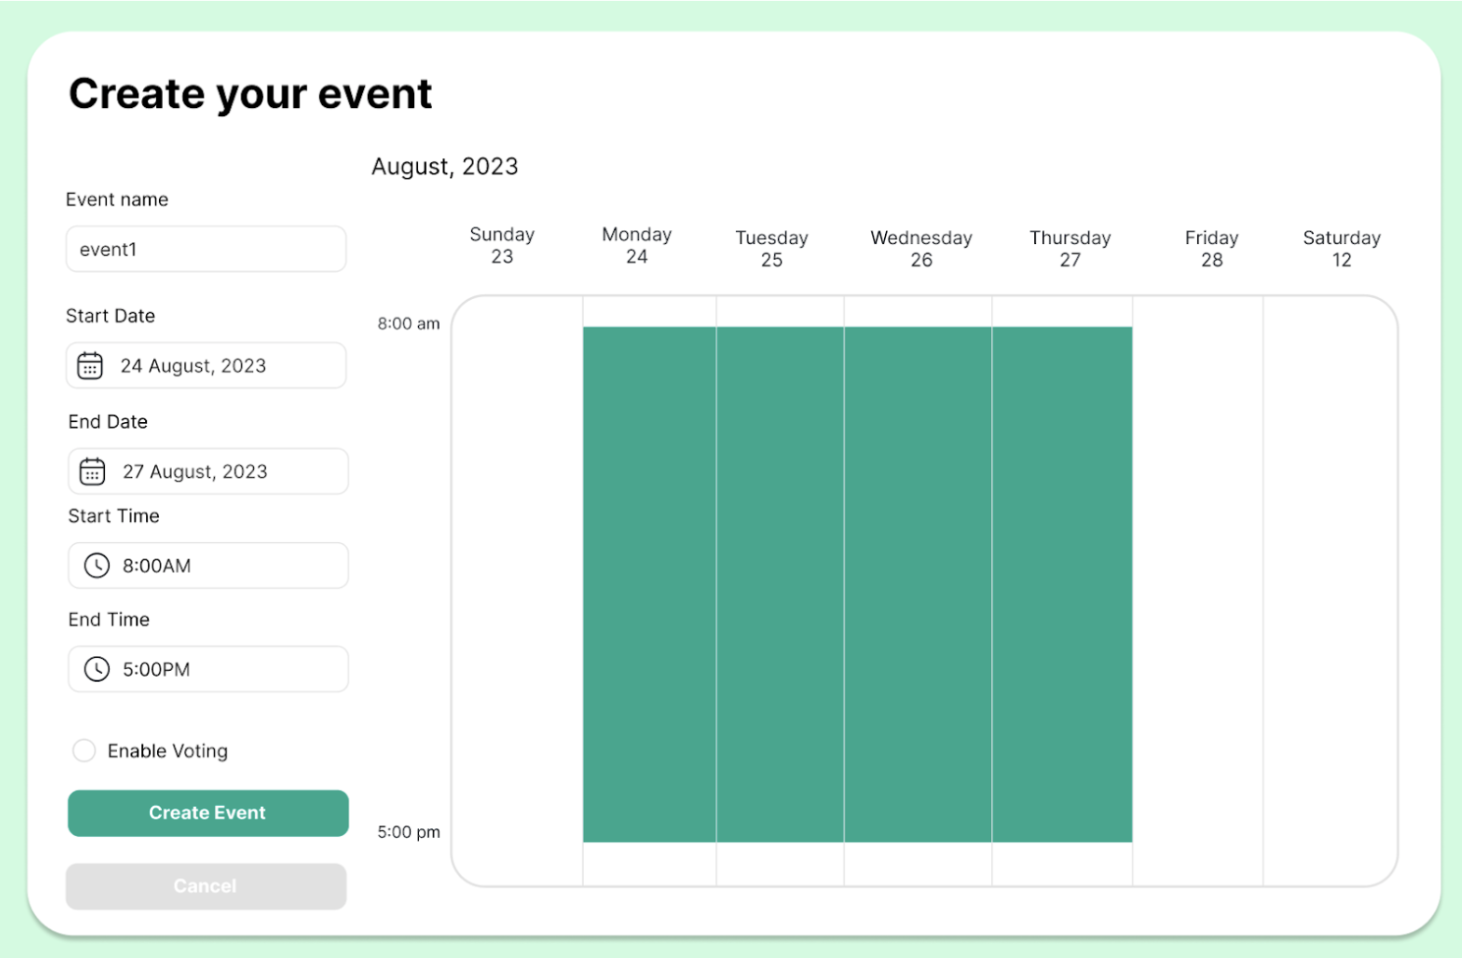 Create your event
August, 2023
Event name
event1
Start Date
24 August, 2023
End Date
27 August, 2023
Start Time
8:00AM
End Time
5:00PM
Enable Voting
Create Event
Cancel
Sunday Monday Tuesday Wednesday Thursday Friday Saturday
23 24 25 26 27 28 12
8:00 am
5:00 pm